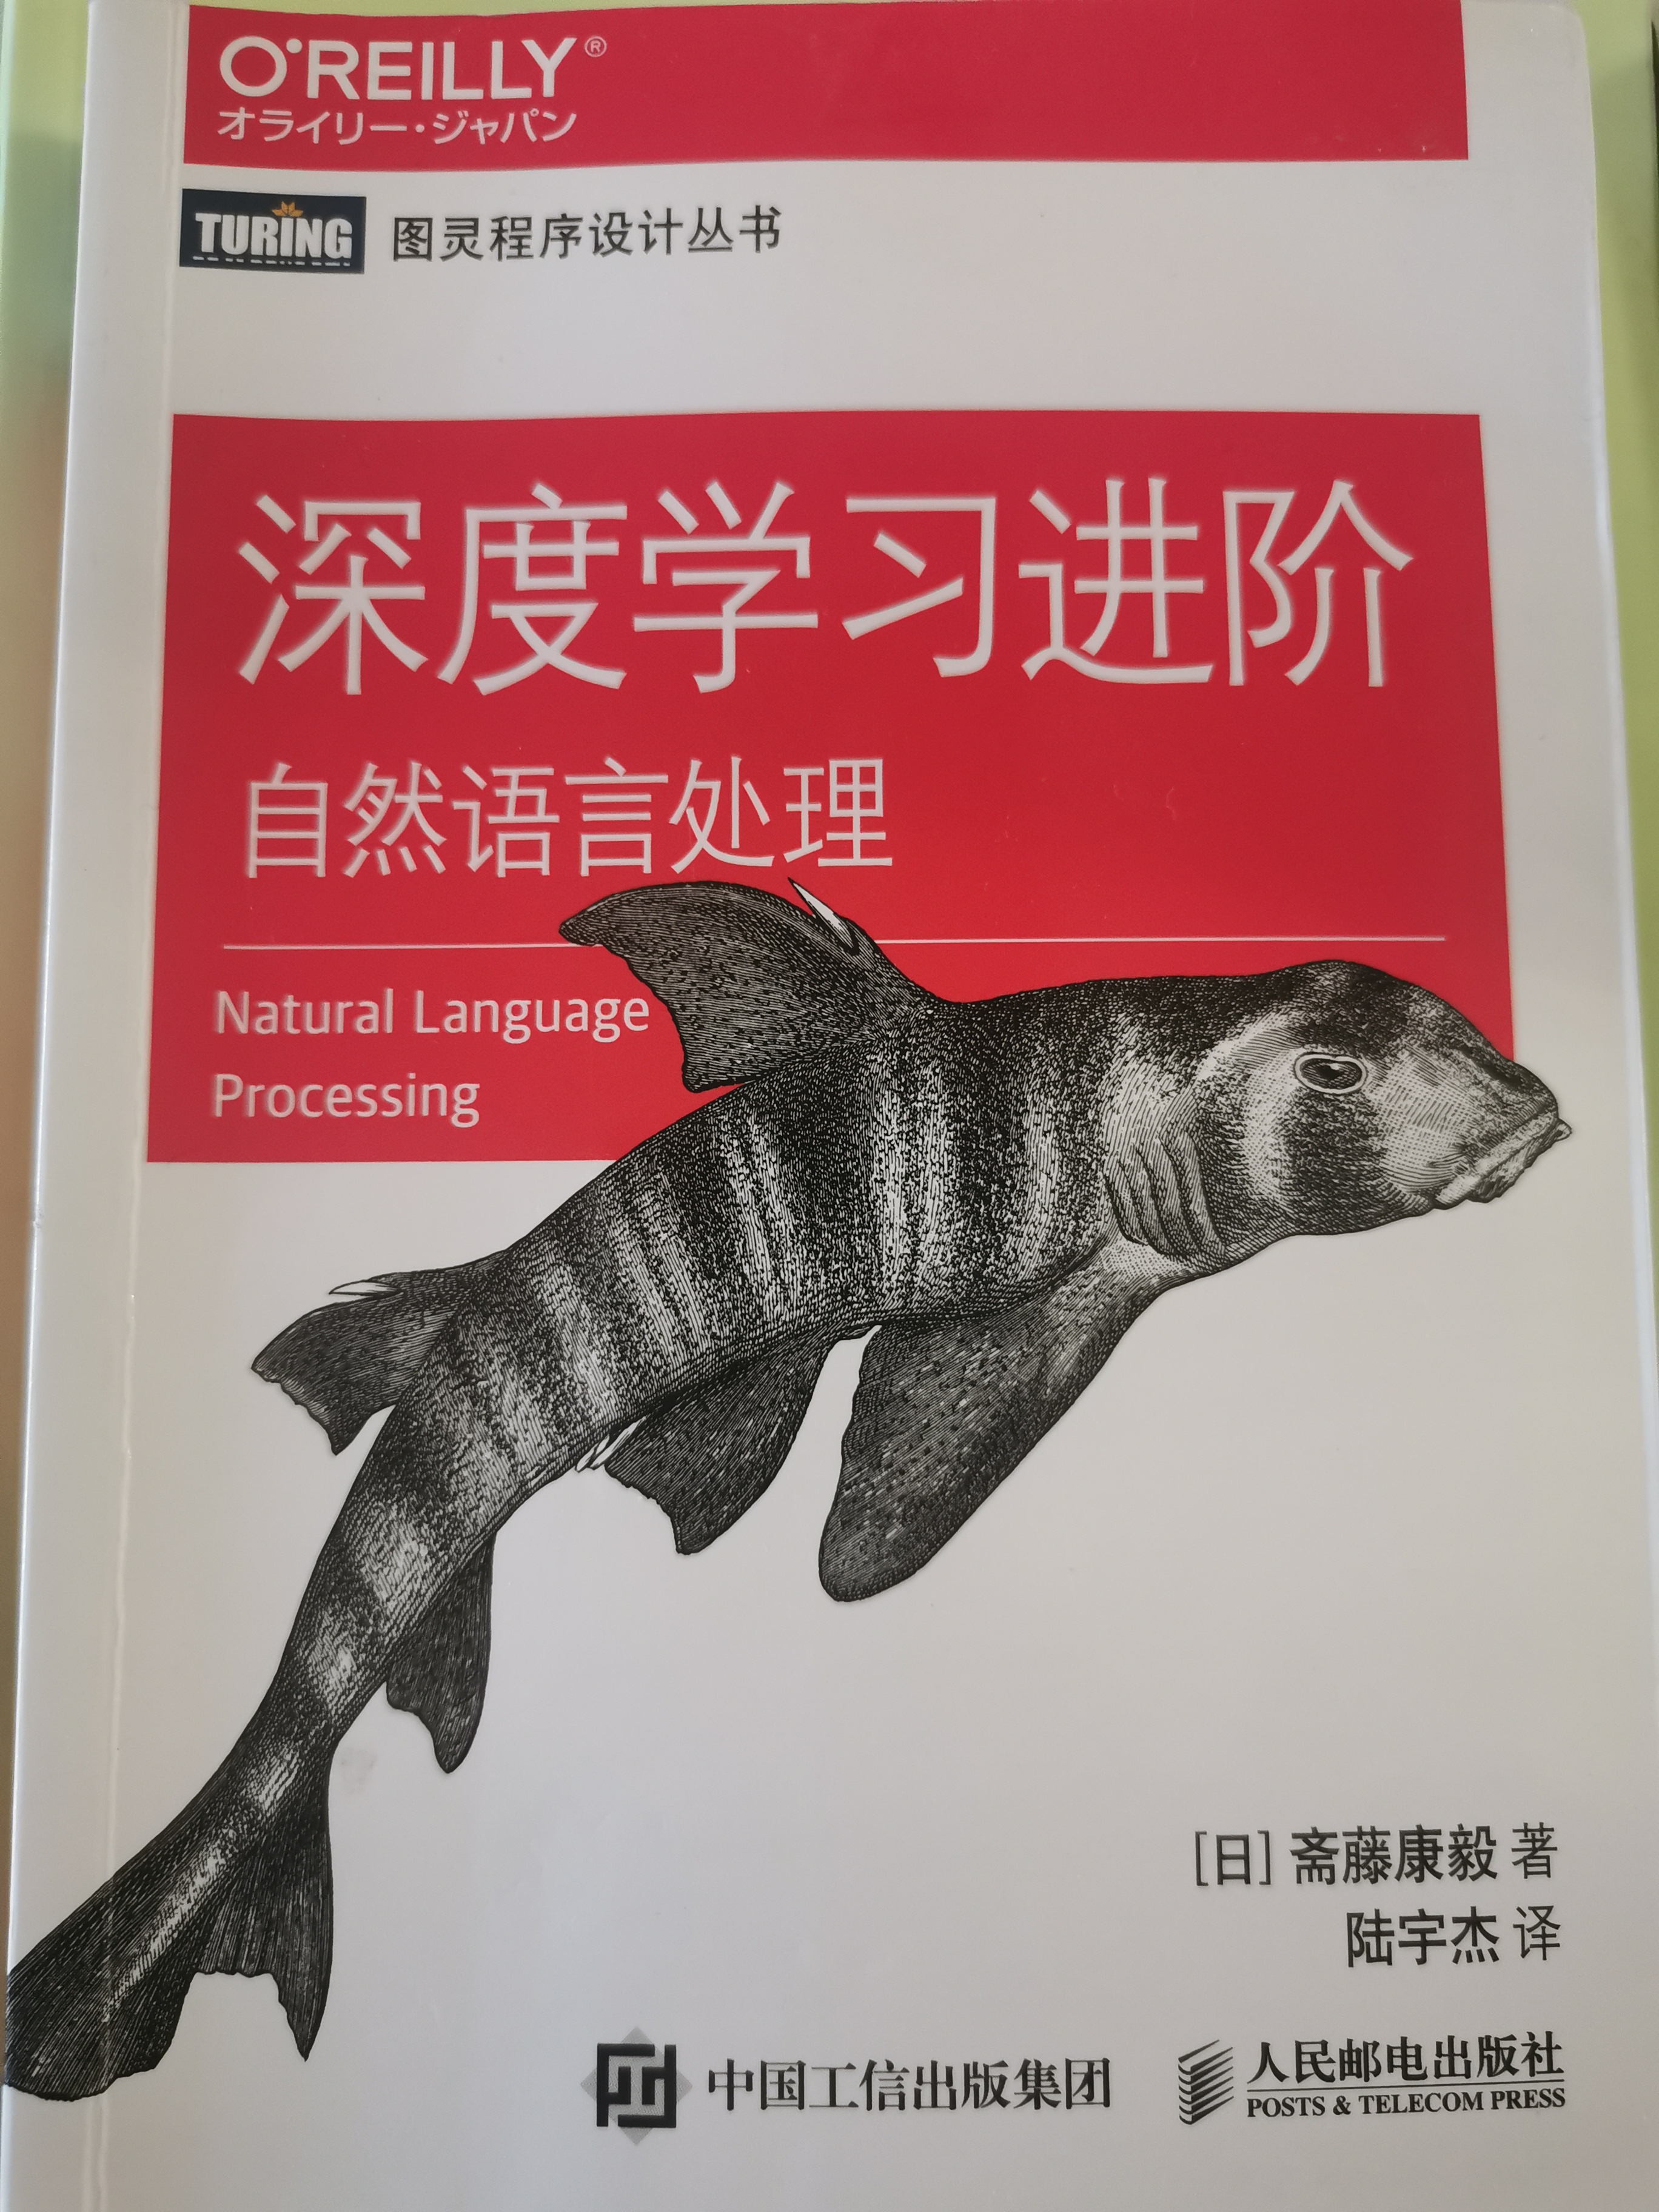 O'REILLY®
オライリー・ジャパン
TURING 图灵程序设计丛书
深度学习进阶
自然语言处理
Natural Language
Processing
[日] 斋藤康毅 著
陆宇杰 译
中国工信出版集团 人民邮电出版社
POSTS & TELECOM PRESS